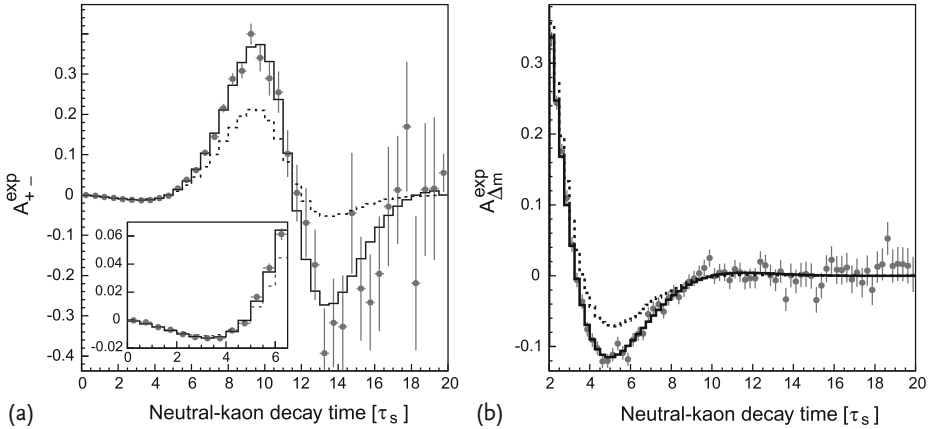 0.3
0.2
0.1
0
-0.1
-0.2
-0.3
-0.4
A+-^exp
0.06
0.04
0.02
0
-0.02
0 2 4 6
0 2 4 6 8 10 12 14 16 18 20
(a) Neutral-kaon decay time [τs]
0.3
0.2
0.1
0
-0.1
AΔm^exp
2 4 6 8 10 12 14 16 18 20
(b) Neutral-kaon decay time [τs]